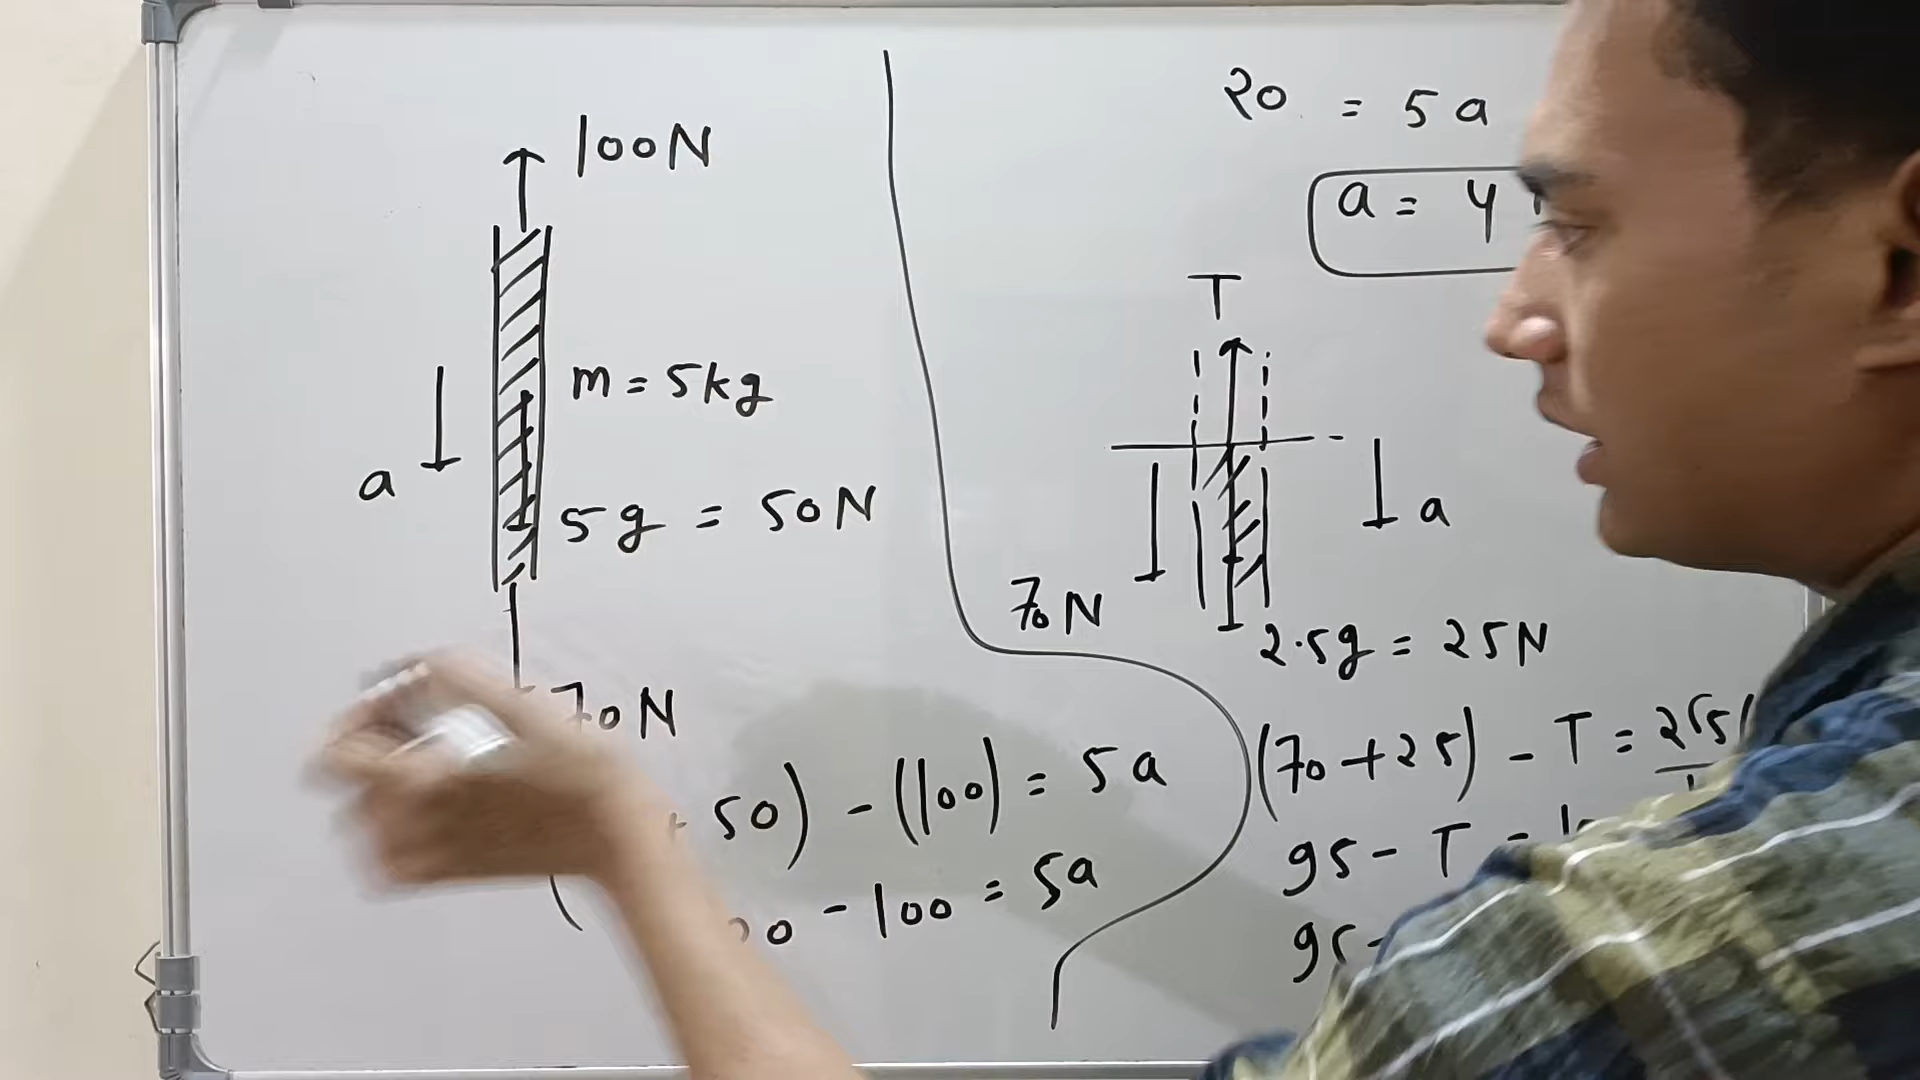 100N
m = 5kg
a
5g = 50N
70N
50) - (100) = 5a
- 100 = 5a
20 = 5a
a = 4
T
a
70N
2.5g = 25N
(70+25) - T =
95 - T =
95-